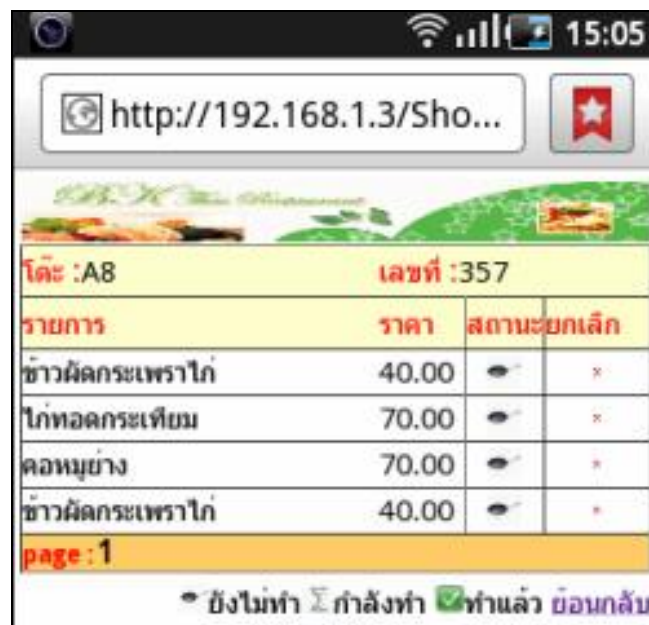 15:05
http://192.168.1.3/Sho...
B.K Thai Restaurant
โต๊ะ :A8 เลขที่ :357
รายการ ราคา สถานะ ยกเลิก
ข้าวผัดกระเพราไก่ 40.00
ไก่ทอดกระเทียม 70.00
คอหมูย่าง 70.00
ข้าวผัดกระเพราไก่ 40.00
page : 1
ยังไม่ทำ กำลังทำ ทำแล้ว ย้อนกลับ